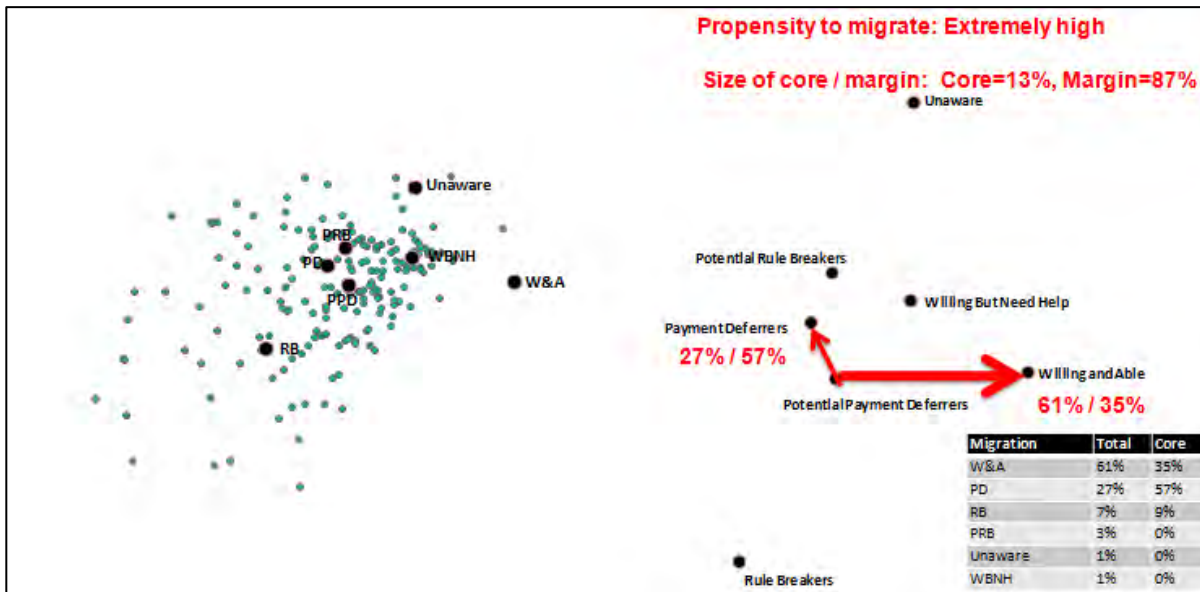 Propensity to migrate: Extremely high
Size of core / margin: Core=13%, Margin=87%
Unaware
PRB
PD
WBNH
PPD
W&A
RB
Unaware
Potential Rule Breakers
Willing But Need Help
Payment Deferrers
27% / 57%
Willing and Able
Potential Payment Deferrers
61% / 35%
Migration Total Core
W&A 61% 35%
PD 27% 57%
RB 7% 9%
PRB 3% 0%
Unaware 1% 0%
WBNH 1% 0%
Rule Breakers